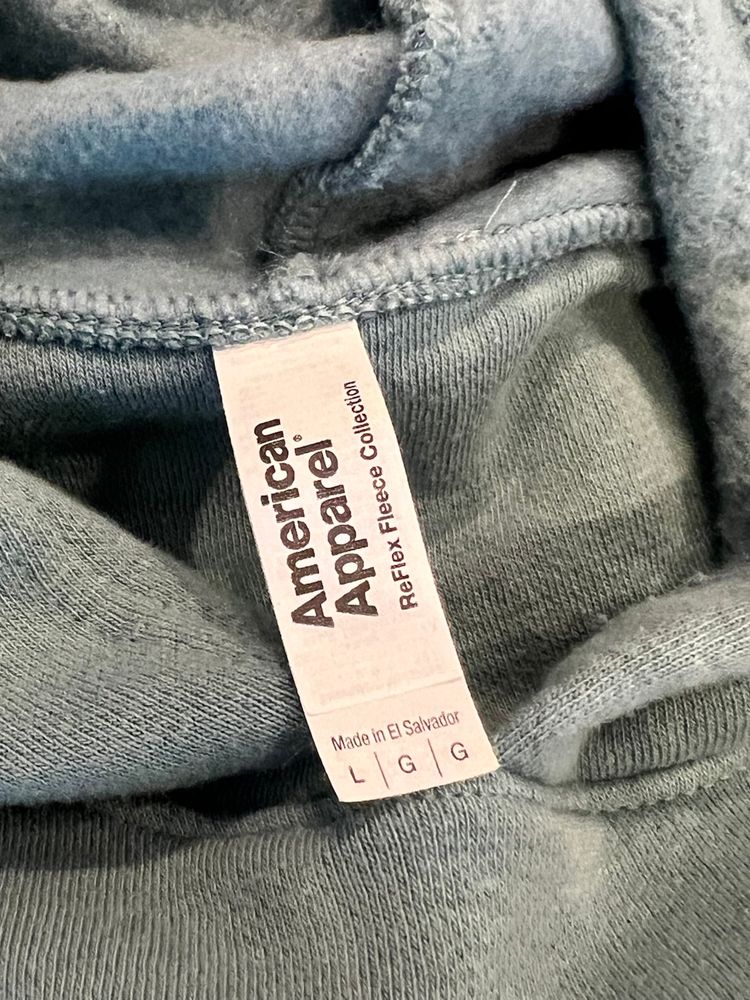 American
Apparel®
ReFlex Fleece Collection
Made in El Salvador
L | G | G